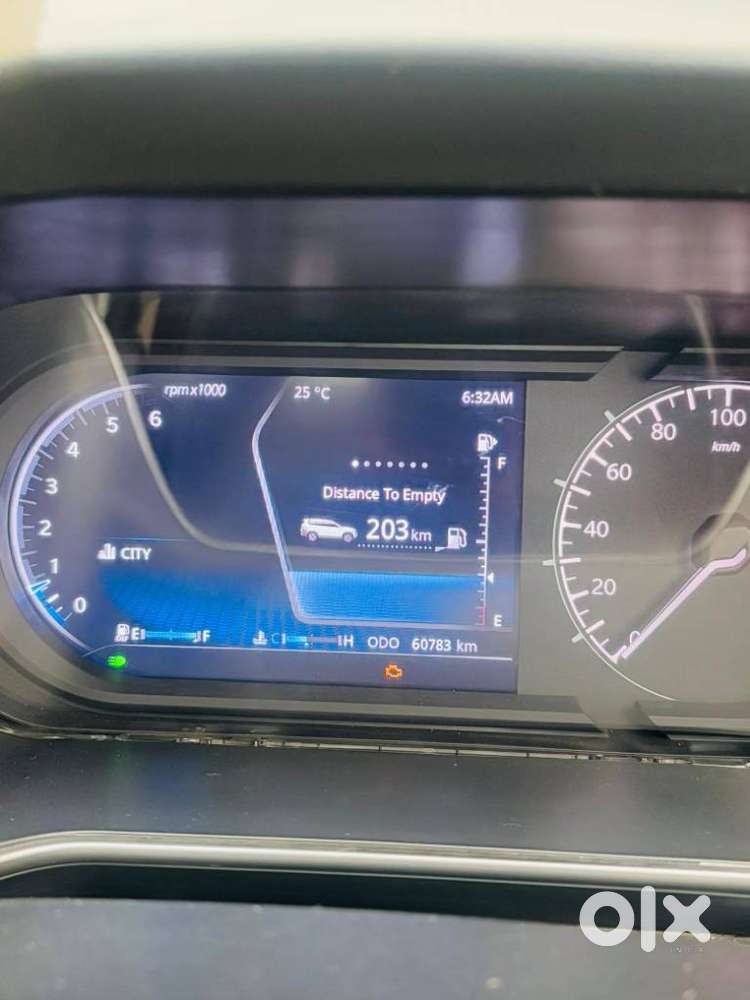 rpm x1000
25 °C
6:32AM
6
5
4
3
2
1
0
F
Distance To Empty
203 km
CITY
E
E F
C H ODO 60783 km
100
80
km/h
60
40
20
0
olx